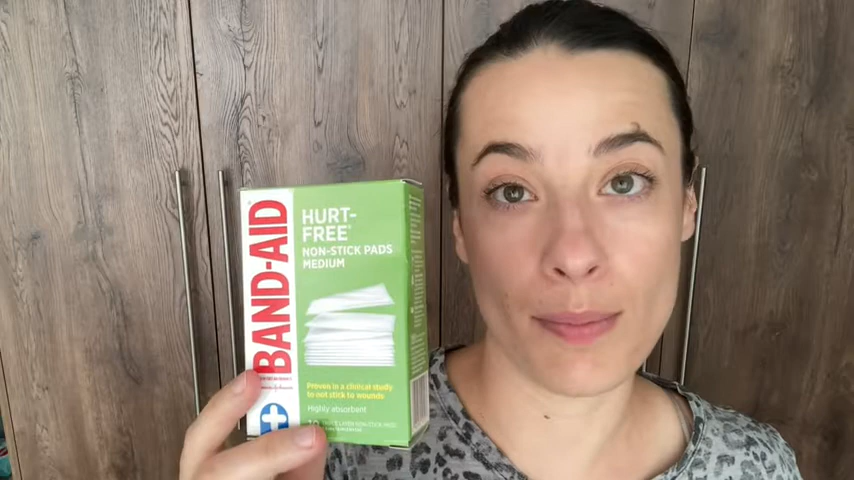 BAND-AID
HURT-
FREE®
NON-STICK PADS
MEDIUM
Proven in a clinical study
to not stick to wounds
Highly absorbent